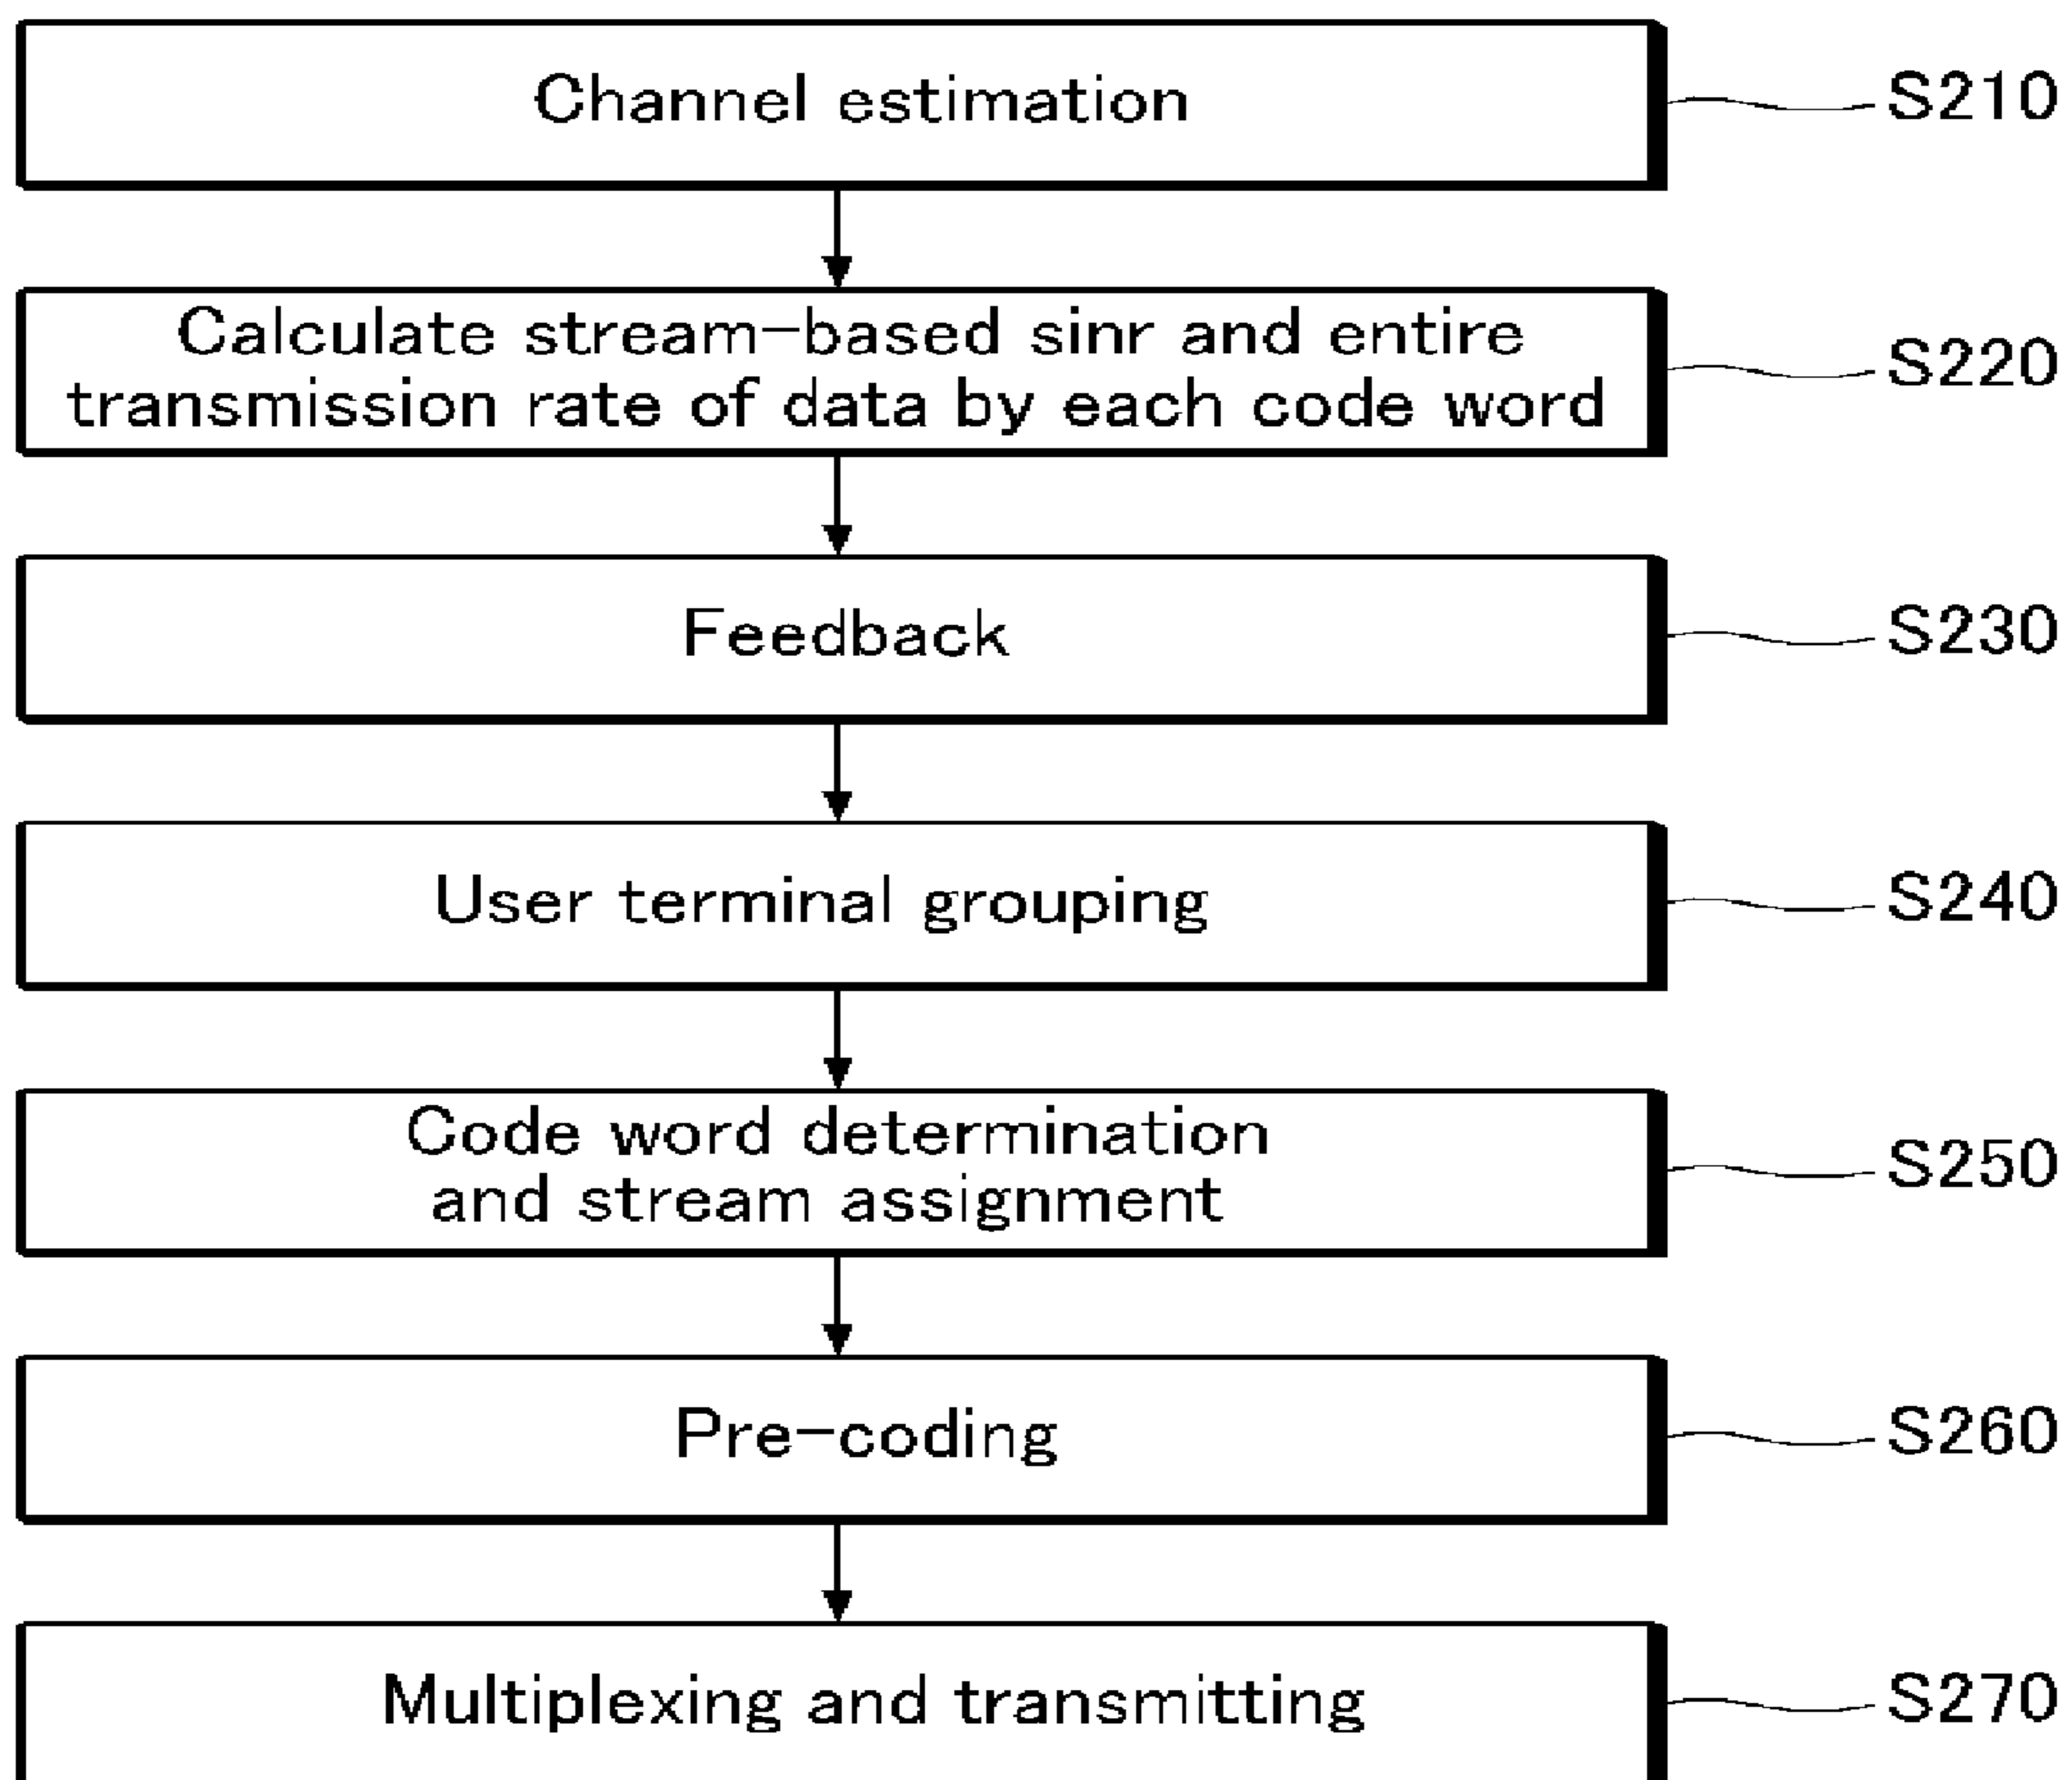 Channel estimation
S210
Calculate stream-based sinr and entire
transmission rate of data by each code word
S220
Feedback
S230
User terminal grouping
S240
Code word determination
and stream assignment
S250
Pre-coding
S260
Multiplexing and transmitting
S270